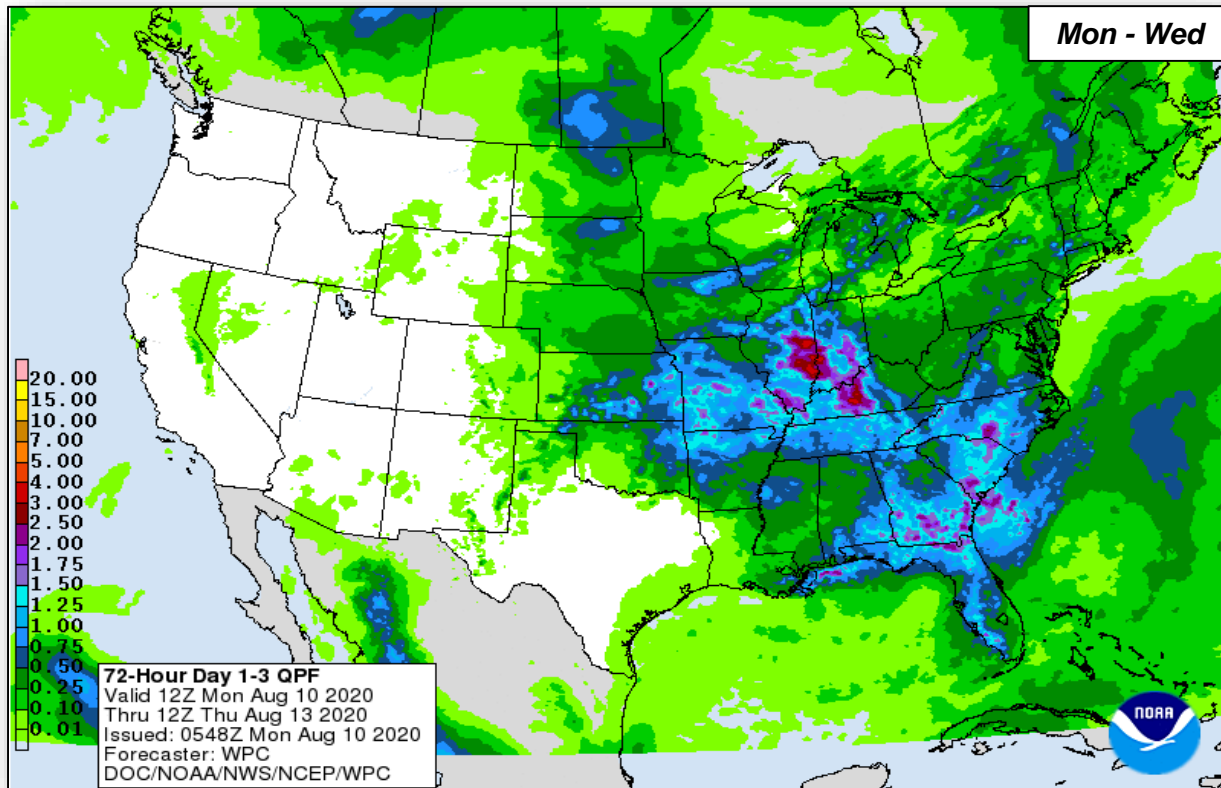 Mon - Wed
20.00
15.00
10.00
7.00
5.00
4.00
3.00
2.50
2.00
1.75
1.50
1.25
1.00
0.75
0.50
0.25
0.10
0.01
72-Hour Day 1-3 QPF
Valid 12Z Mon Aug 10 2020
Thru 12Z Thu Aug 13 2020
Issued: 0548Z Mon Aug 10 2020
Forecaster: WPC
DOC/NOAA/NWS/NCEP/WPC
NOAA